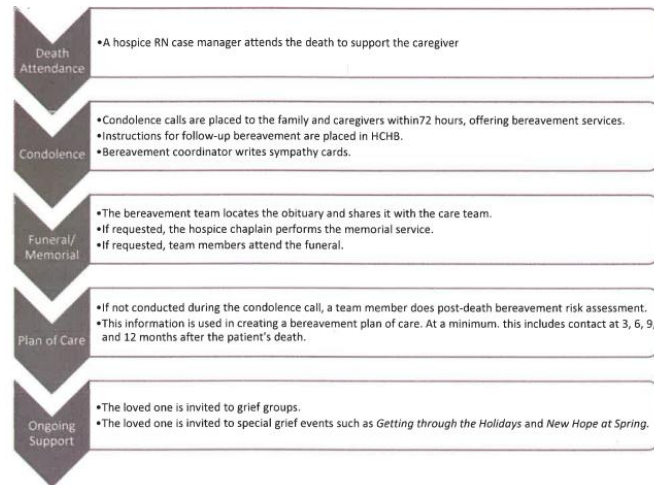 Death
Attendance
•A hospice RN case manager attends the death to support the caregiver
Condolence
•Condolence calls are placed to the family and caregivers within72 hours, offering bereavement services.
•Instructions for follow-up bereavement are placed in HCHB.
•Bereavement coordinator writes sympathy cards.
Funeral/
Memorial
•The bereavement team locates the obituary and shares it with the care team.
•If requested, the hospice chaplain performs the memorial service.
•If requested, team members attend the funeral.
Plan of Care
•If not conducted during the condolence call, a team member does post-death bereavement risk assessment.
•This information is used in creating a bereavement plan of care. At a minimum. this includes contact at 3, 6, 9,
and 12 months after the patient's death.
Ongoing
Support
•The loved one is invited to grief groups.
•The loved one is invited to special grief events such as Getting through the Holidays and New Hope at Spring.